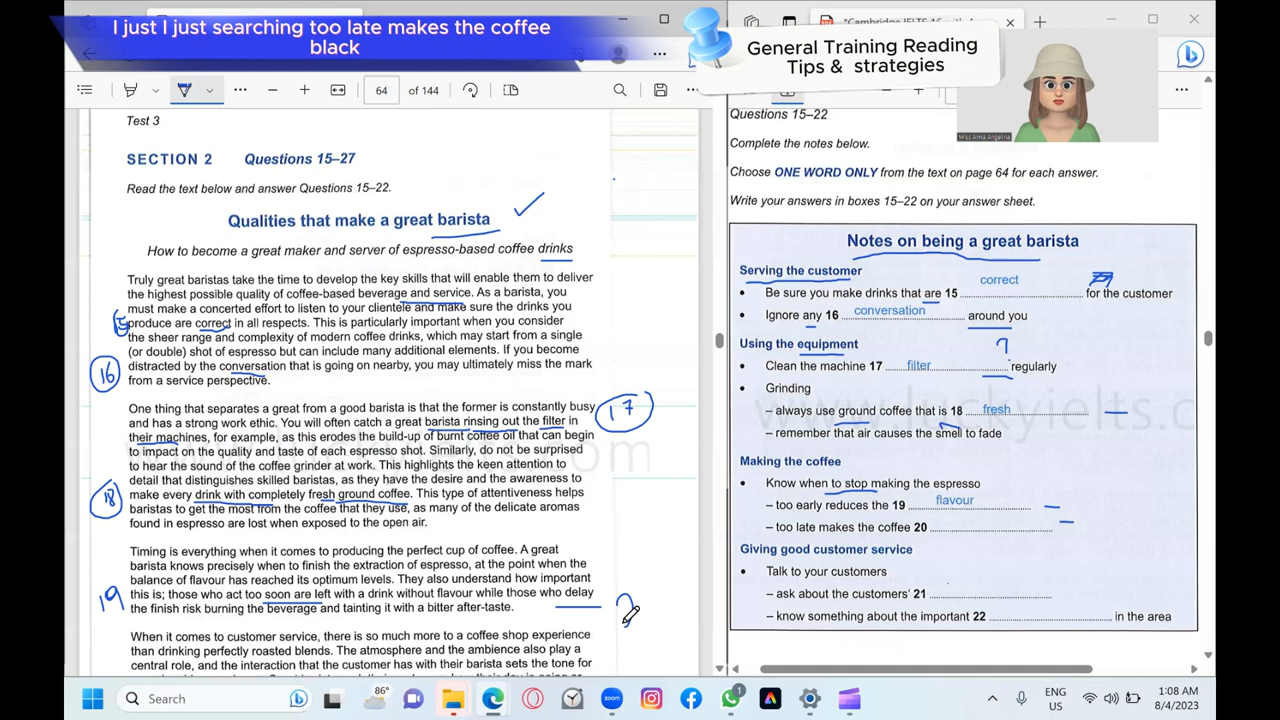 I just I just searching too late makes the coffee
black
General Training Reading
Tips & strategies
*Cambridge IELTS 16 with
64 of 144
Miss Anna Angelina
Test 3
SECTION 2 Questions 15–27
Read the text below and answer Questions 15–22.
Qualities that make a great barista
How to become a great maker and server of espresso-based coffee drinks
Truly great baristas take the time to develop the key skills that will enable them to deliver
the highest possible quality of coffee-based beverage and service. As a barista, you
must make a concerted effort to listen to your clientele and make sure the drinks you
15 produce are correct in all respects. This is particularly important when you consider
the sheer range and complexity of modern coffee drinks, which may start from a single
(or double) shot of espresso but can include many additional elements. If you become
16 distracted by the conversation that is going on nearby, you may ultimately miss the mark
from a service perspective.
One thing that separates a great from a good barista is that the former is constantly busy
17
and has a strong work ethic. You will often catch a great barista rinsing out the filter in
their machines, for example, as this erodes the build-up of burnt coffee oil that can begin
to impact on the quality and taste of each espresso shot. Similarly, do not be surprised
to hear the sound of the coffee grinder at work. This highlights the keen attention to
detail that distinguishes skilled baristas, as they have the desire and the awareness to
18 make every drink with completely fresh ground coffee. This type of attentiveness helps
baristas to get the most from the coffee that they use, as many of the delicate aromas
found in espresso are lost when exposed to the open air.
Timing is everything when it comes to producing the perfect cup of coffee. A great
barista knows precisely when to finish the extraction of espresso, at the point when the
balance of flavour has reached its optimum levels. They also understand how important
19 this is; those who act too soon are left with a drink without flavour while those who delay
the finish risk burning the beverage and tainting it with a bitter after-taste.
When it comes to customer service, there is so much more to a coffee shop experience
than drinking perfectly roasted blends. The atmosphere and the ambience also play a
central role, and the interaction that the customer has with their barista sets the tone for
Questions 15–22
Complete the notes below.
Choose ONE WORD ONLY from the text on page 64 for each answer.
Write your answers in boxes 15–22 on your answer sheet.
Notes on being a great barista
Serving the customer
• Be sure you make drinks that are 15 correct for the customer
• Ignore any 16 conversation around you
Using the equipment
• Clean the machine 17 filter regularly
• Grinding
– always use ground coffee that is 18 fresh
– remember that air causes the smell to fade
Making the coffee
• Know when to stop making the espresso
– too early reduces the 19 flavour
– too late makes the coffee 20
Giving good customer service
• Talk to your customers
– ask about the customers' 21
– know something about the important 22 in the area
www.luckyielts.com
Search
86°
zoom
1
ENG
US
1:08 AM
8/4/2023